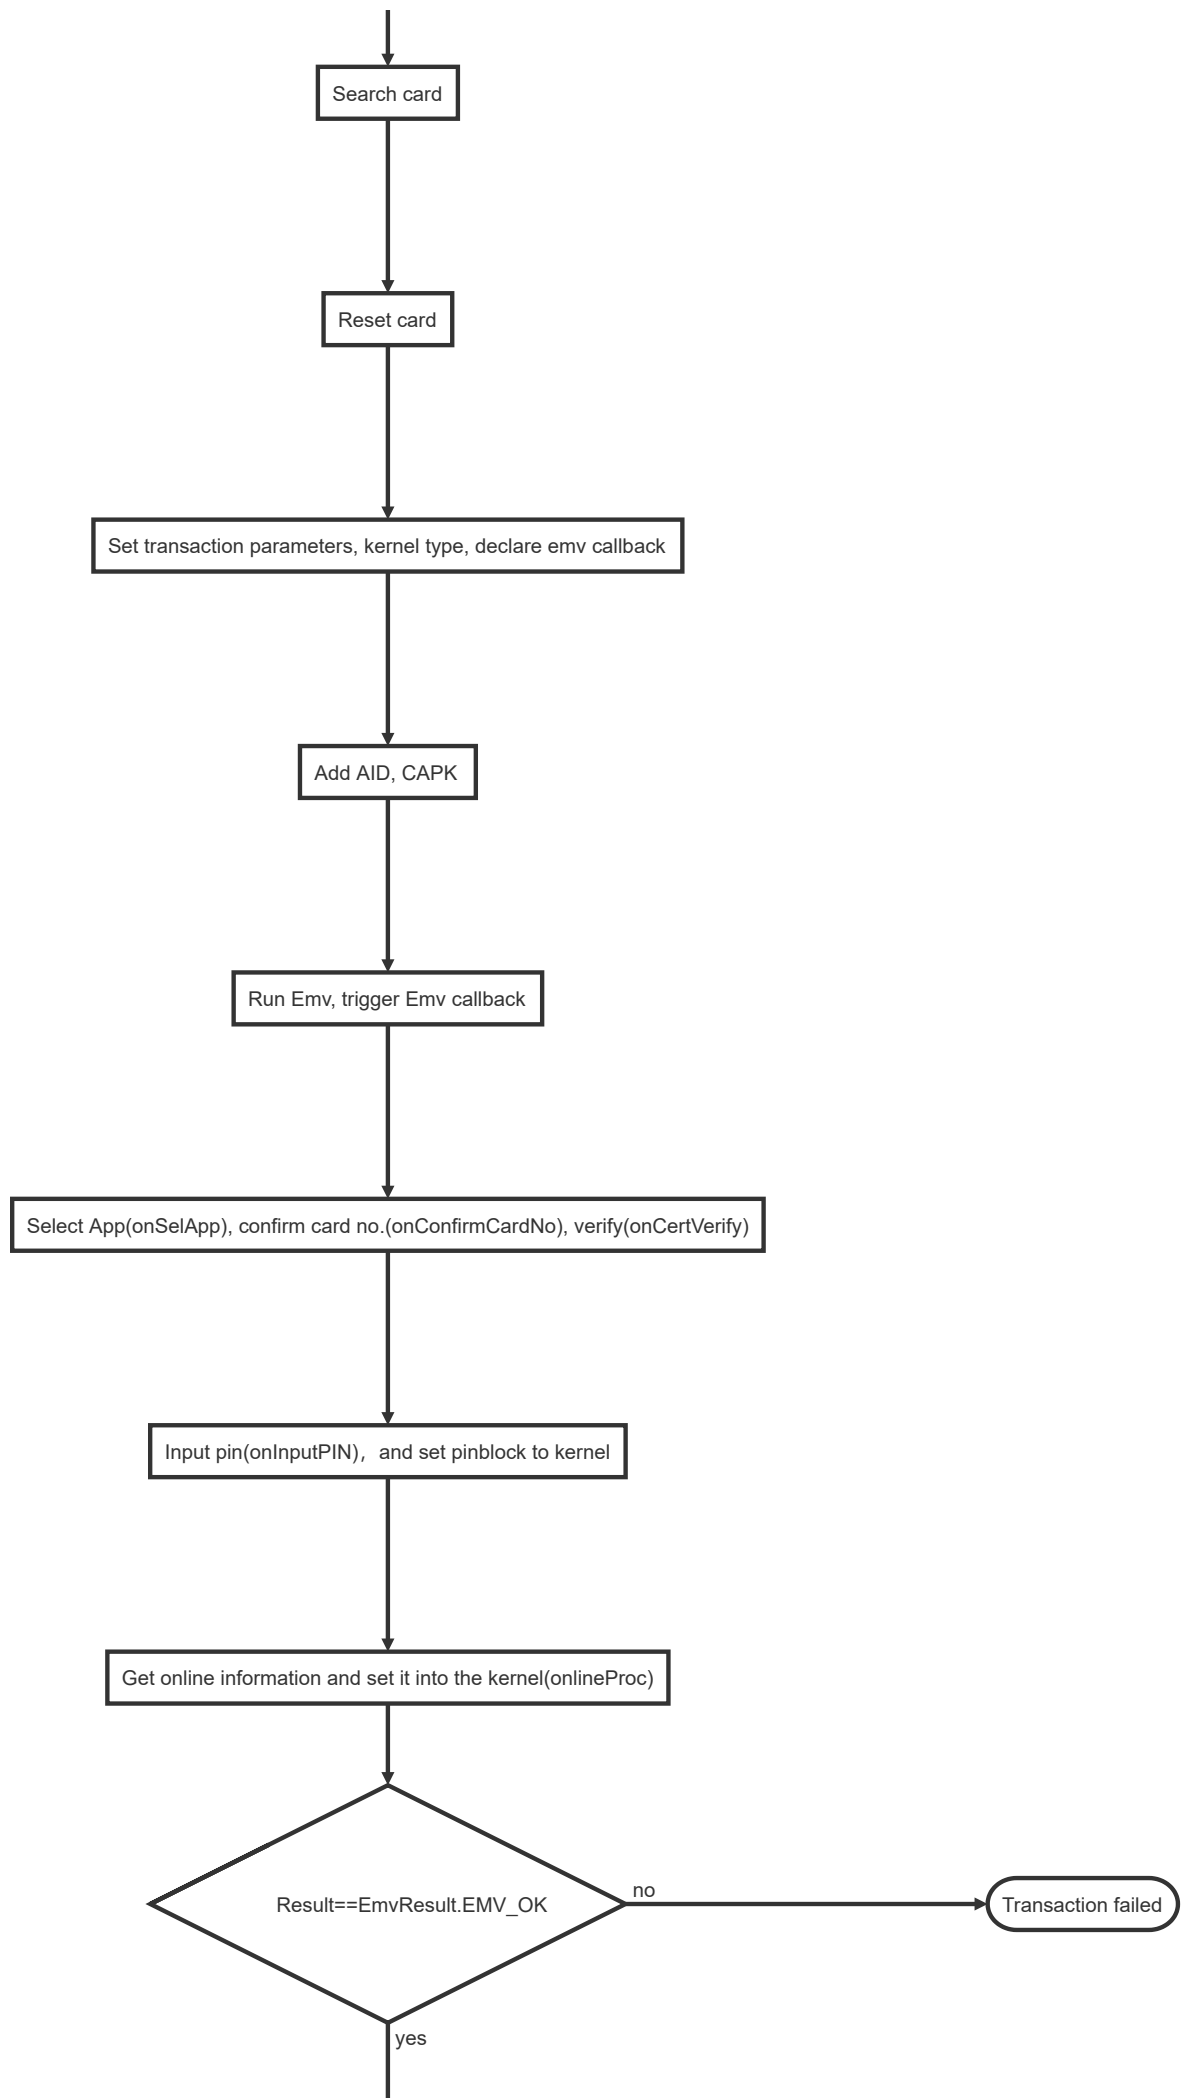 Search card
Reset card
Set transaction parameters, kernel type, declare emv callback
Add AID, CAPK
Run Emv, trigger Emv callback
Select App(onSelApp), confirm card no.(onConfirmCardNo), verify(onCertVerify)
Input pin(onInputPIN)，and set pinblock to kernel
Get online information and set it into the kernel(onlineProc)
Result==EmvResult.EMV_OK
no
Transaction failed
yes